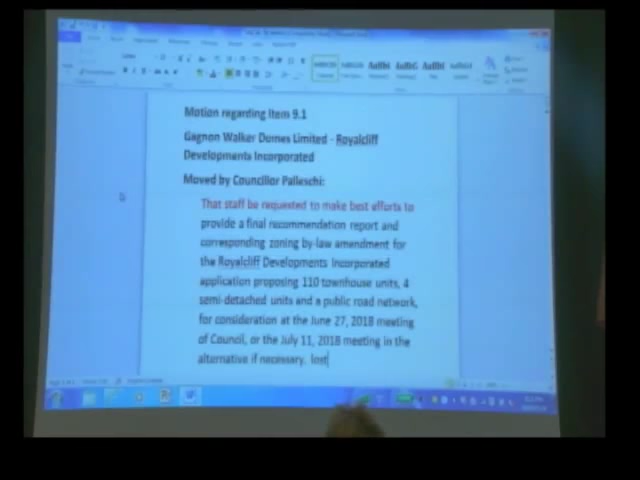 Motion regarding Item 9.1
Gagnon Walker Domes Limited - Royalcliff
Developments Incorporated
Moved by Councillor Palleschi:
That staff be requested to make best efforts to
provide a final recommendation report and
corresponding zoning by-law amendment for
the Royalcliff Developments Incorporated
application proposing 110 townhouse units, 4
semi-detached units and a public road network,
for consideration at the June 27, 2018 meeting
of Council, or the July 11, 2018 meeting in the
alternative if necessary. lost